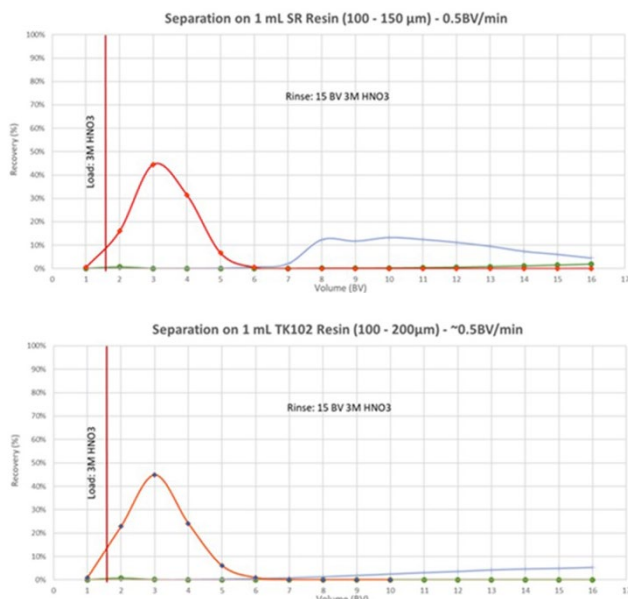 Separation on 1 mL SR Resin (100 - 150 µm) - 0.5BV/min
100%
90%
80%
70%
60%
50%
40%
30%
20%
10%
0%
Recovery (%)
Load: 3M HNO3
Rinse: 15 BV 3M HNO3
0 1 2 3 4 5 6 7 8 9 10 11 12 13 14 15 16 17
Volume (BV)
Separation on 1 mL TK102 Resin (100 - 200µm) - ~0.5BV/min
100%
90%
80%
70%
60%
50%
40%
30%
20%
10%
0%
Recovery (%)
Load: 3M HNO3
Rinse: 15 BV 3M HNO3
0 1 2 3 4 5 6 7 8 9 10 11 12 13 14 15 16 17
Volume (BV)